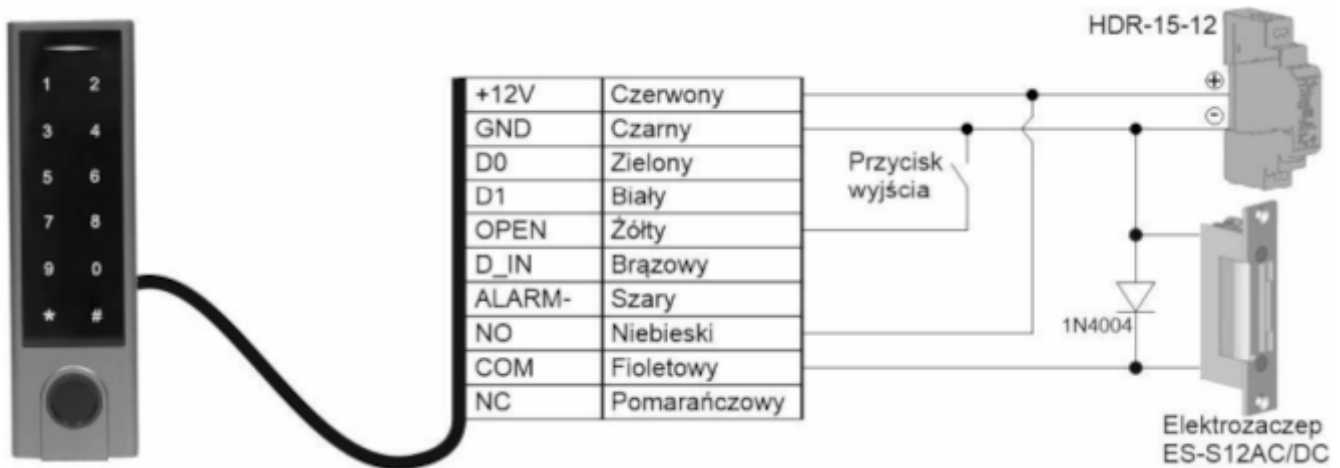 HDR-15-12
1 2
3 4
5 6
7 8
9 0
* #
+12V Czerwony
GND Czarny
D0 Zielony
D1 Biały
OPEN Żółty
D_IN Brązowy
ALARM- Szary
NO Niebieski
COM Fioletowy
NC Pomarańczowy
Przycisk
wyjścia
+
-
1N4004
Elektrozaczep
ES-S12AC/DC